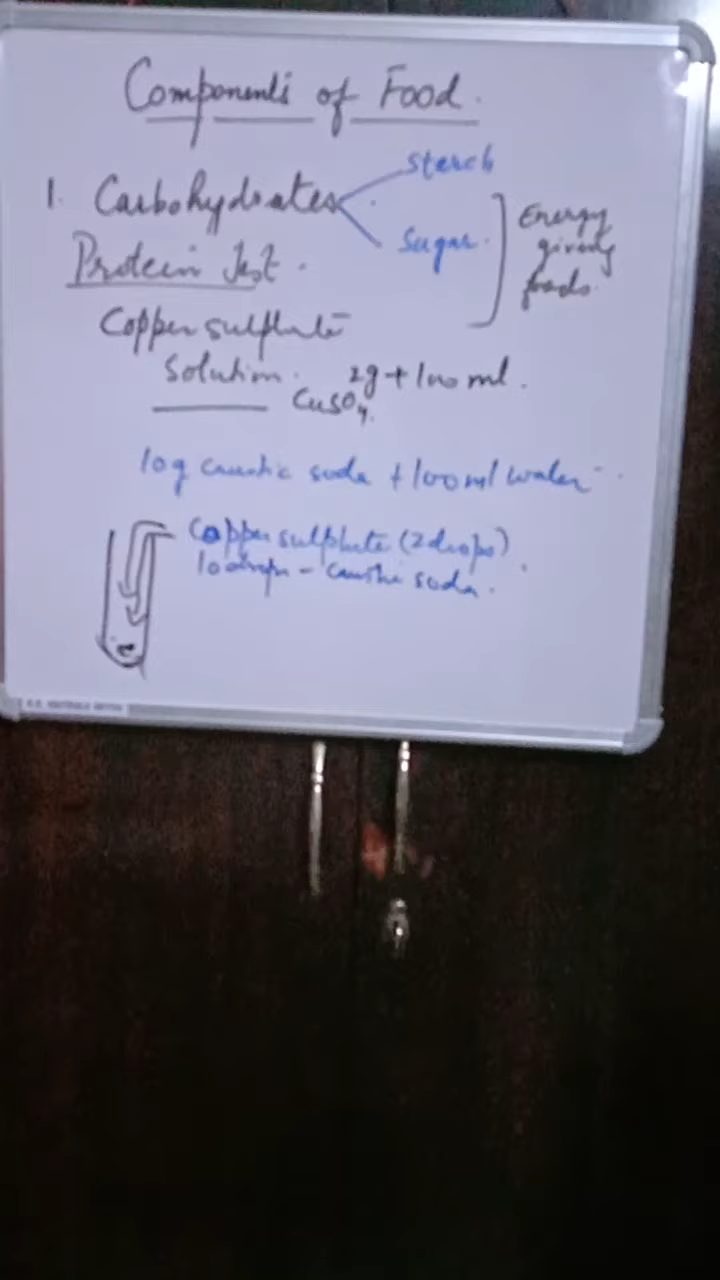 Components of Food.
1. Carbohydrates
Starch
Sugar.
Energy
giving
foods.
Protein Test.
Copper sulphate
Solution. 2g + 100 ml.
CuSO4.
10g caustic soda + 100 ml water
Copper sulphate (2 drops)
10 drops - caustic soda.